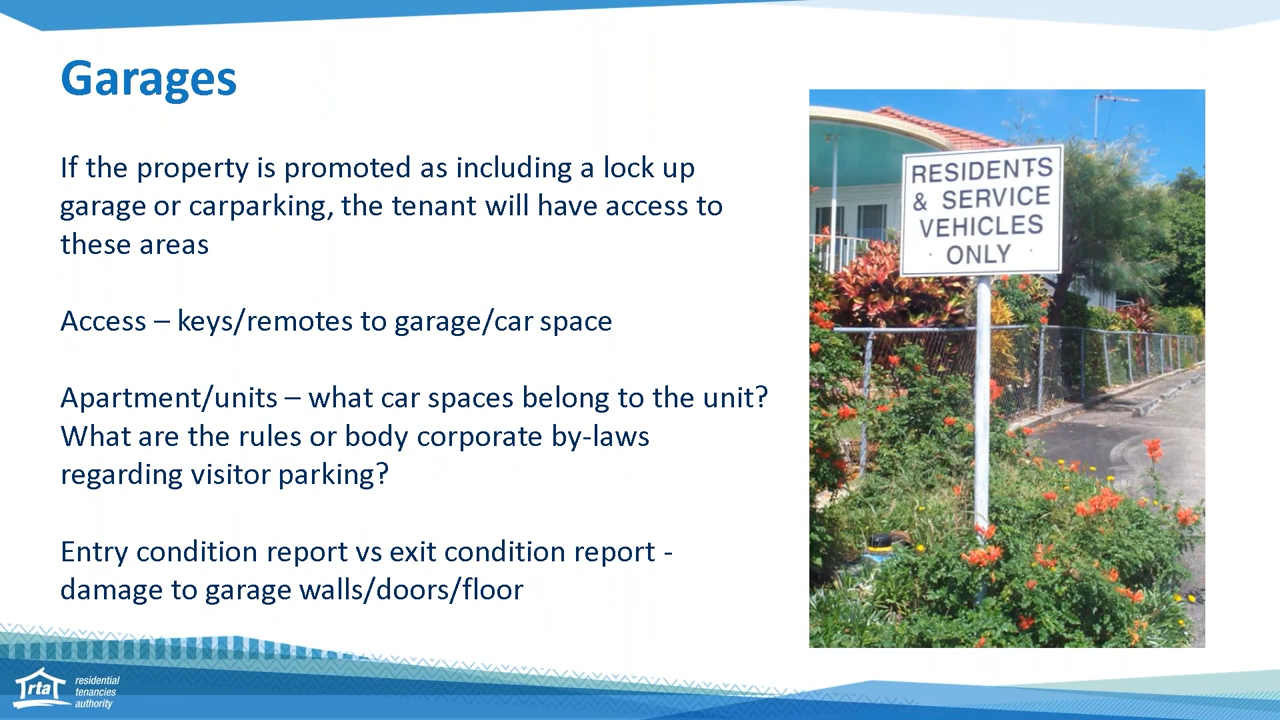 Garages
If the property is promoted as including a lock up
garage or carparking, the tenant will have access to
these areas
Access – keys/remotes to garage/car space
Apartment/units – what car spaces belong to the unit?
What are the rules or body corporate by-laws
regarding visitor parking?
Entry condition report vs exit condition report -
damage to garage walls/doors/floor
RESIDENTS
& SERVICE
VEHICLES
ONLY
rta
residential
tenancies
authority